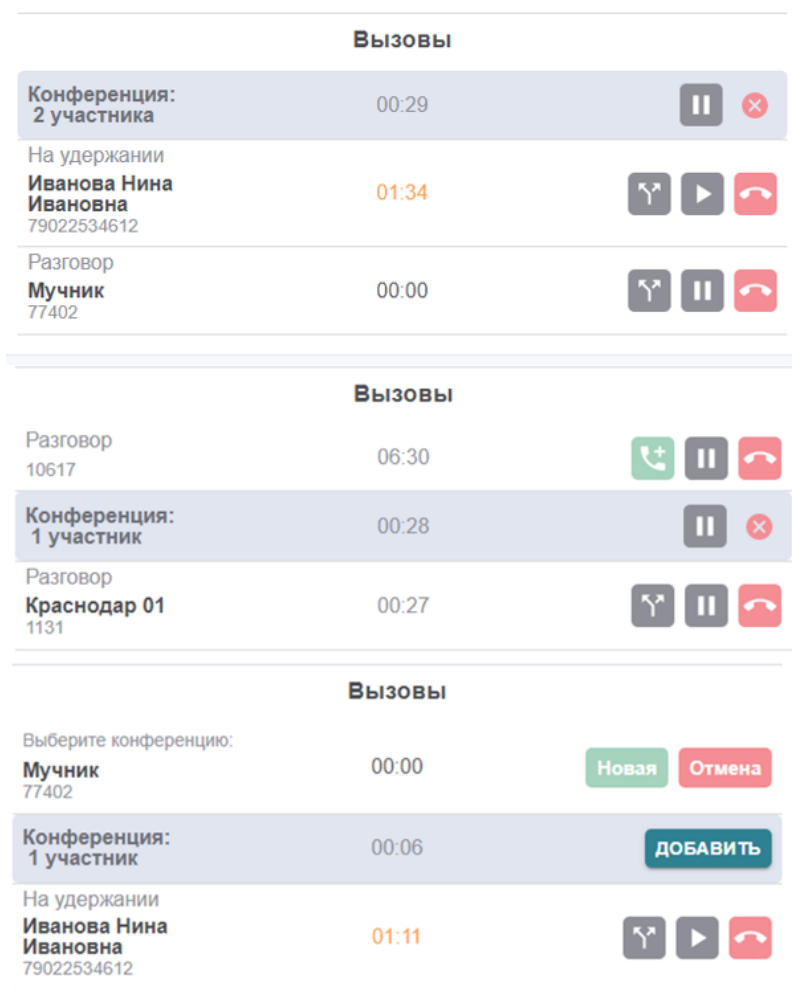 Вызовы
Конференция: 00:29
2 участника
На удержании
Иванова Нина
Ивановна
01:34
79022534612
Разговор
Мучник 00:00
77402
Вызовы
Разговор
06:30
10617
Конференция: 00:28
1 участник
Разговор
Краснодар 01 00:27
1131
Вызовы
Выберите конференцию:
Мучник 00:00 Новая Отмена
77402
Конференция: 00:06 ДОБАВИТЬ
1 участник
На удержании
Иванова Нина
Ивановна
01:11
79022534612